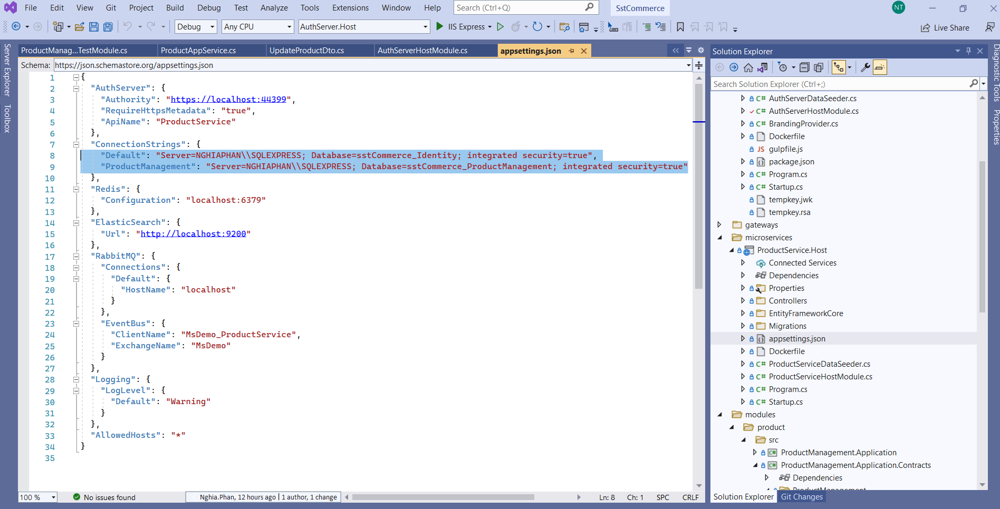 File Edit View Git Project Build Debug Test Analyze Tools Extensions Window Help Search (Ctrl+Q) SstCommerce NT
Debug Any CPU AuthServer.Host IIS Express Live Share
Server Explorer
Toolbox
ProductManag...TestModule.cs ProductAppService.cs UpdateProductDto.cs AuthServerHostModule.cs appsettings.json
Schema: https://json.schemastore.org/appsettings.json
1 {
2 "AuthServer": {
3 "Authority": "https://localhost:44399",
4 "RequireHttpsMetadata": "true",
5 "ApiName": "ProductService"
6 },
7 "ConnectionStrings": {
8 "Default": "Server=NGHIAPHAN\\SQLEXPRESS; Database=sstCommerce_Identity; integrated security=true",
9 "ProductManagement": "Server=NGHIAPHAN\\SQLEXPRESS; Database=sstCommerce_ProductManagement; integrated security=true"
10 },
11 "Redis": {
12 "Configuration": "localhost:6379"
13 },
14 "ElasticSearch": {
15 "Url": "http://localhost:9200"
16 },
17 "RabbitMQ": {
18 "Connections": {
19 "Default": {
20 "HostName": "localhost"
21 }
22 },
23 "EventBus": {
24 "ClientName": "MsDemo_ProductService",
25 "ExchangeName": "MsDemo"
26 }
27 },
28 "Logging": {
29 "LogLevel": {
30 "Default": "Warning"
31 }
32 },
33 "AllowedHosts": "*"
34 }
35
100 % No issues found Nghia.Phan, 12 hours ago | 1 author, 1 change Ln: 8 Ch: 1 SPC CRLF
Solution Explorer
Search Solution Explorer (Ctrl+;)
C# AuthServerDataSeeder.cs
C# AuthServerHostModule.cs
C# BrandingProvider.cs
Dockerfile
JS gulpfile.js
package.json
C# Program.cs
C# Startup.cs
tempkey.jwk
tempkey.rsa
gateways
microservices
ProductService.Host
Connected Services
Dependencies
Properties
Controllers
EntityFrameworkCore
Migrations
appsettings.json
Dockerfile
C# ProductServiceDataSeeder.cs
C# ProductServiceHostModule.cs
C# Program.cs
C# Startup.cs
modules
product
src
C# ProductManagement.Application
C# ProductManagement.Application.Contracts
Dependencies
ProductManagement
Solution Explorer Git Changes
Diagnostic Tools
Properties